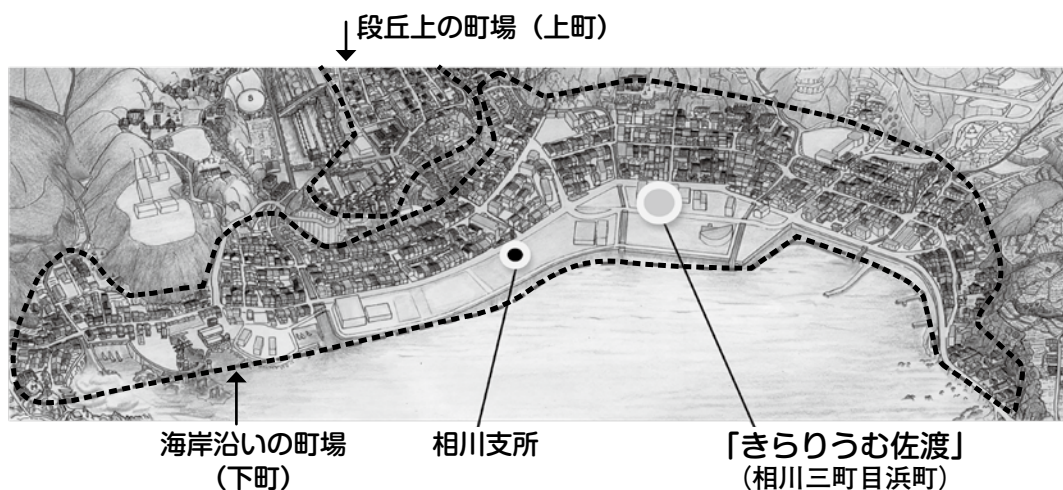 段丘上の町場（上町）
海岸沿いの町場
（下町）
相川支所
「きらりうむ佐渡」
（相川三町目浜町）